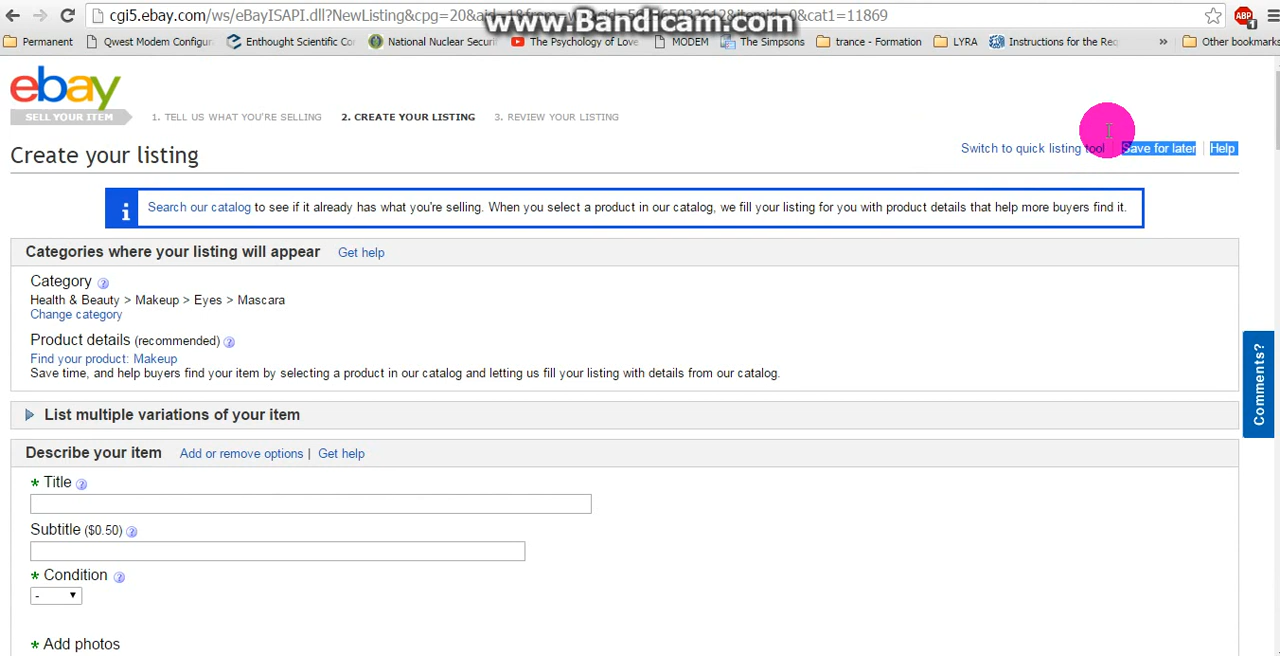 cgi5.ebay.com/ws/eBayISAPI.dll?NewListing&cpg=20&aid
0&cat1=11869
www.Bandicam.com
ABP
1
Permanent
Qwest Modem Configur
Enthought Scientific Co
National Nuclear Securi
The Psychology of Love
MODEM
The Simpsons
trance - Formation
LYRA
Instructions for the Req
»
Other bookmarks
ebay
SELL YOUR ITEM
1. TELL US WHAT YOU'RE SELLING
2. CREATE YOUR LISTING
3. REVIEW YOUR LISTING
Create your listing
Switch to quick listing tool
Save for later
Help
Search our catalog to see if it already has what you're selling. When you select a product in our catalog, we fill your listing for you with product details that help more buyers find it.
Categories where your listing will appear Get help
Category
Health & Beauty > Makeup > Eyes > Mascara
Change category
Product details (recommended)
Find your product: Makeup
Save time, and help buyers find your item by selecting a product in our catalog and letting us fill your listing with details from our catalog.
Comments?
List multiple variations of your item
Describe your item Add or remove options | Get help
* Title
Subtitle ($0.50)
* Condition
-
* Add photos